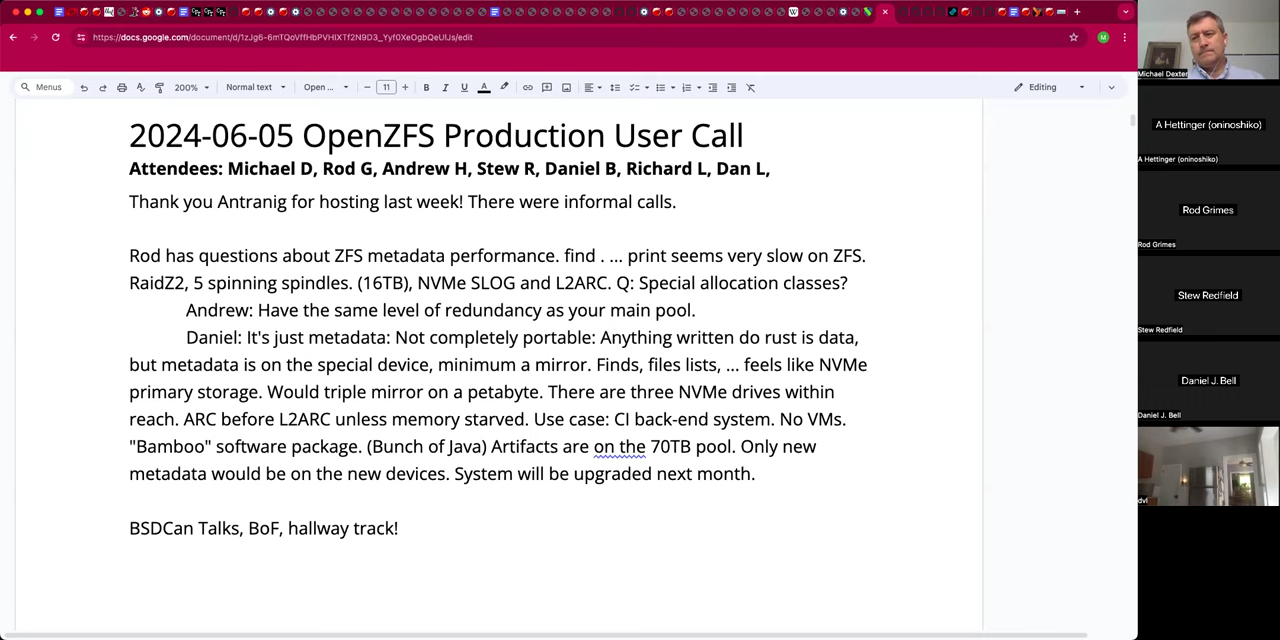 https://docs.google.com/document/d/1zJg6-6mTQoVffHbPVHIXTf2N9D3_Yyf0XeOgbQeUlJs/edit
M
Menus
200%
Normal text
Open ...
11
Editing
2024-06-05 OpenZFS Production User Call
Attendees: Michael D, Rod G, Andrew H, Stew R, Daniel B, Richard L, Dan L,
Thank you Antranig for hosting last week! There were informal calls.
Rod has questions about ZFS metadata performance. find . ... print seems very slow on ZFS.
RaidZ2, 5 spinning spindles. (16TB), NVMe SLOG and L2ARC. Q: Special allocation classes?
Andrew: Have the same level of redundancy as your main pool.
Daniel: It's just metadata: Not completely portable: Anything written do rust is data,
but metadata is on the special device, minimum a mirror. Finds, files lists, ... feels like NVMe
primary storage. Would triple mirror on a petabyte. There are three NVMe drives within
reach. ARC before L2ARC unless memory starved. Use case: CI back-end system. No VMs.
"Bamboo" software package. (Bunch of Java) Artifacts are on the 70TB pool. Only new
metadata would be on the new devices. System will be upgraded next month.
BSDCan Talks, BoF, hallway track!
Michael Dexter
A Hettinger (oninoshiko)
A Hettinger (oninoshiko)
Rod Grimes
Rod Grimes
Stew Redfield
Stew Redfield
Daniel J. Bell
Daniel J. Bell
dvl